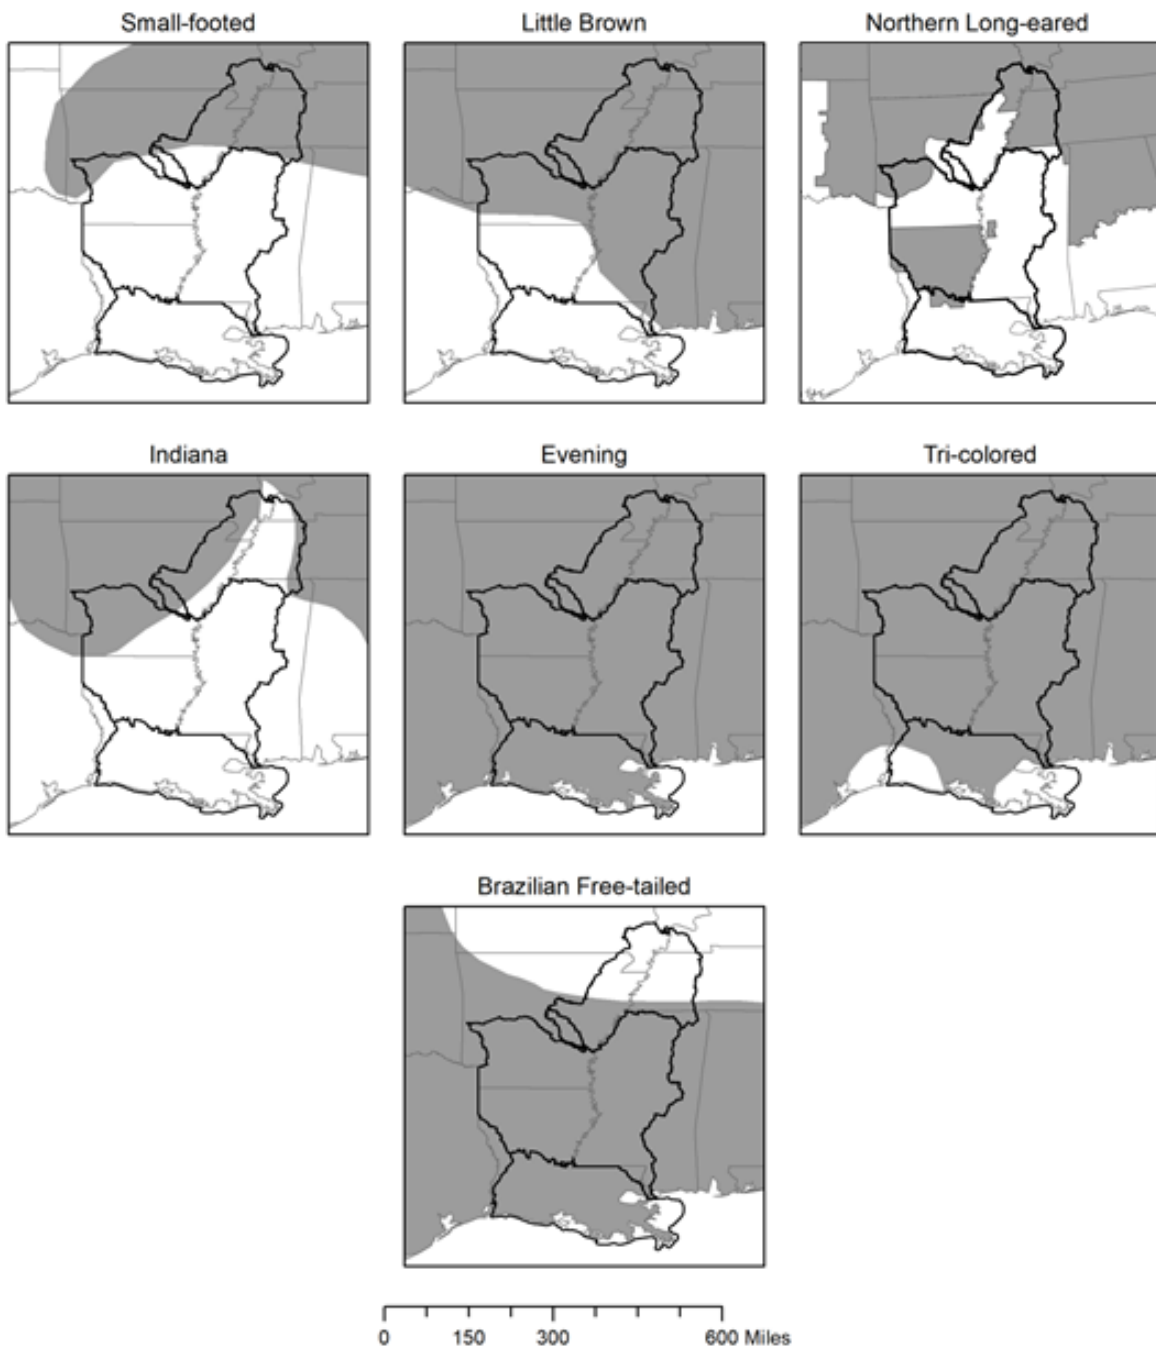 Small-footed
Little Brown
Northern Long-eared
Indiana
Evening
Tri-colored
Brazilian Free-tailed
0 150 300 600 Miles